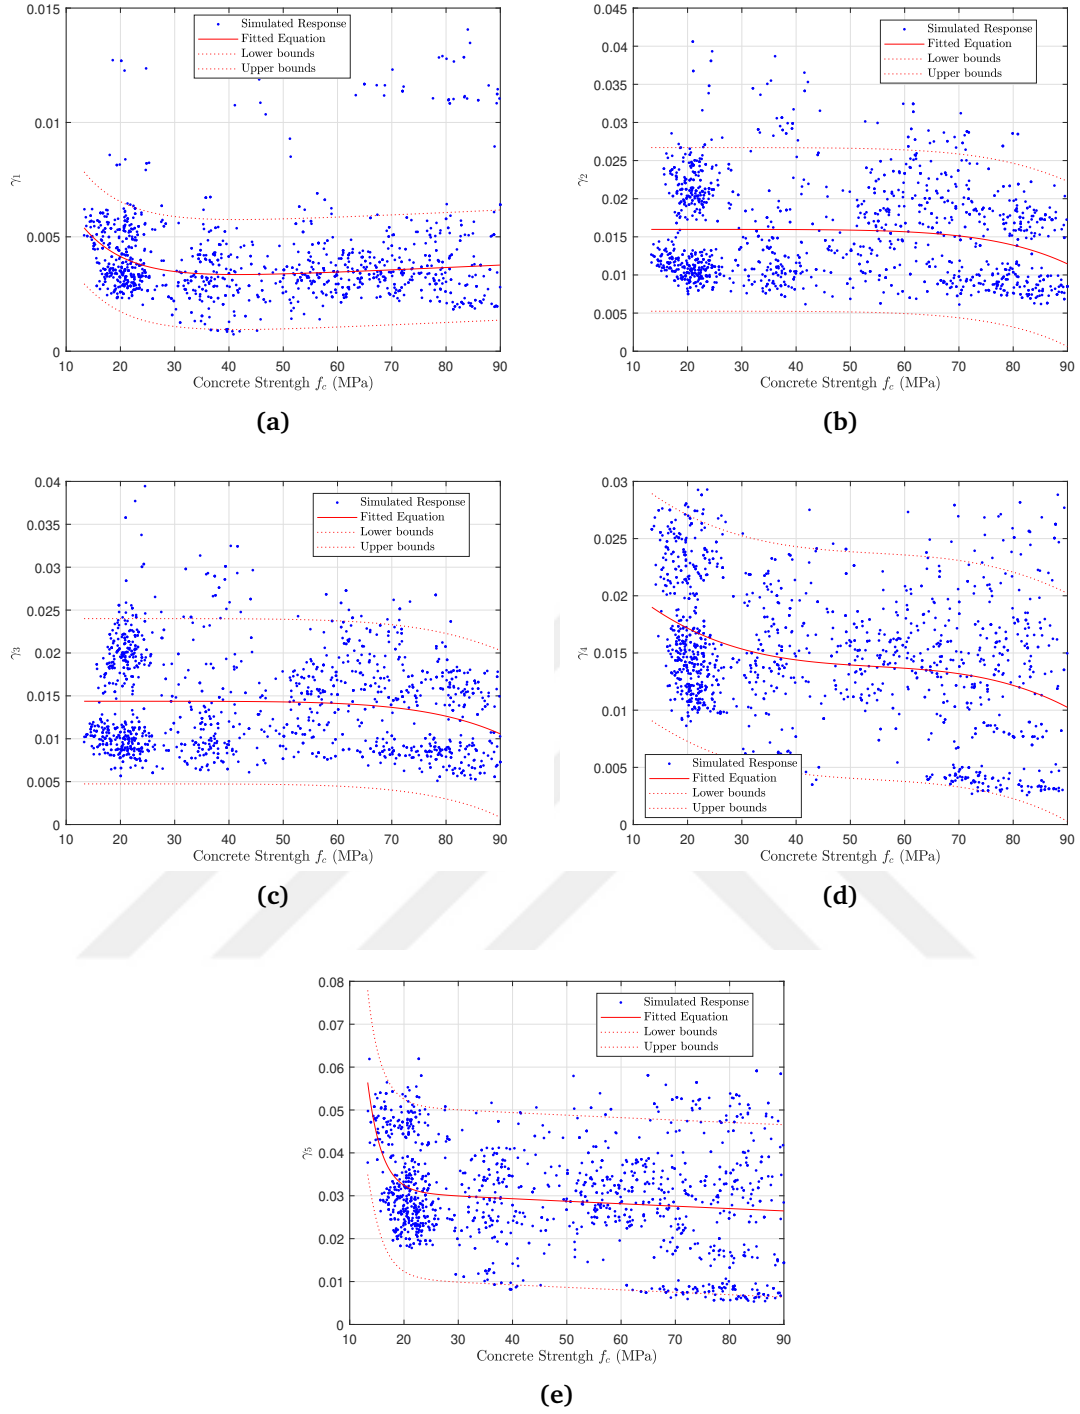 0.015
0.01
0.005
0
γ1
Simulated Response
Fitted Equation
Lower bounds
Upper bounds
10 20 30 40 50 60 70 80 90
Concrete Strentgh fc (MPa)
(a)
0.045
0.04
0.035
0.03
0.025
0.02
0.015
0.01
0.005
0
γ2
Simulated Response
Fitted Equation
Lower bounds
Upper bounds
10 20 30 40 50 60 70 80 90
Concrete Strentgh fc (MPa)
(b)
0.04
0.035
0.03
0.025
0.02
0.015
0.01
0.005
0
γ3
Simulated Response
Fitted Equation
Lower bounds
Upper bounds
10 20 30 40 50 60 70 80 90
Concrete Strentgh fc (MPa)
(c)
0.03
0.025
0.02
0.015
0.01
0.005
0
γ4
Simulated Response
Fitted Equation
Lower bounds
Upper bounds
10 20 30 40 50 60 70 80 90
Concrete Strentgh fc (MPa)
(d)
0.08
0.07
0.06
0.05
0.04
0.03
0.02
0.01
0
γ5
Simulated Response
Fitted Equation
Lower bounds
Upper bounds
10 20 30 40 50 60 70 80 90
Concrete Strentgh fc (MPa)
(e)